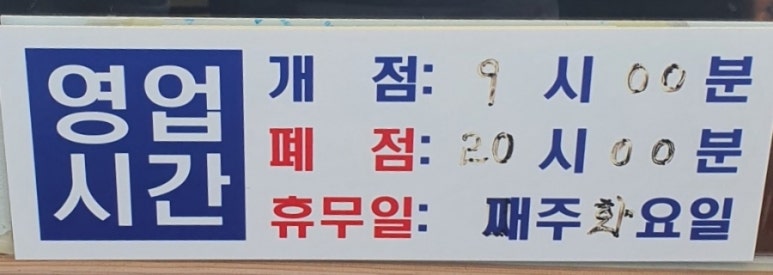 영업
시간
개 점: 9 시 00 분
폐 점: 20 시 00 분
휴무일: 째주 화요일